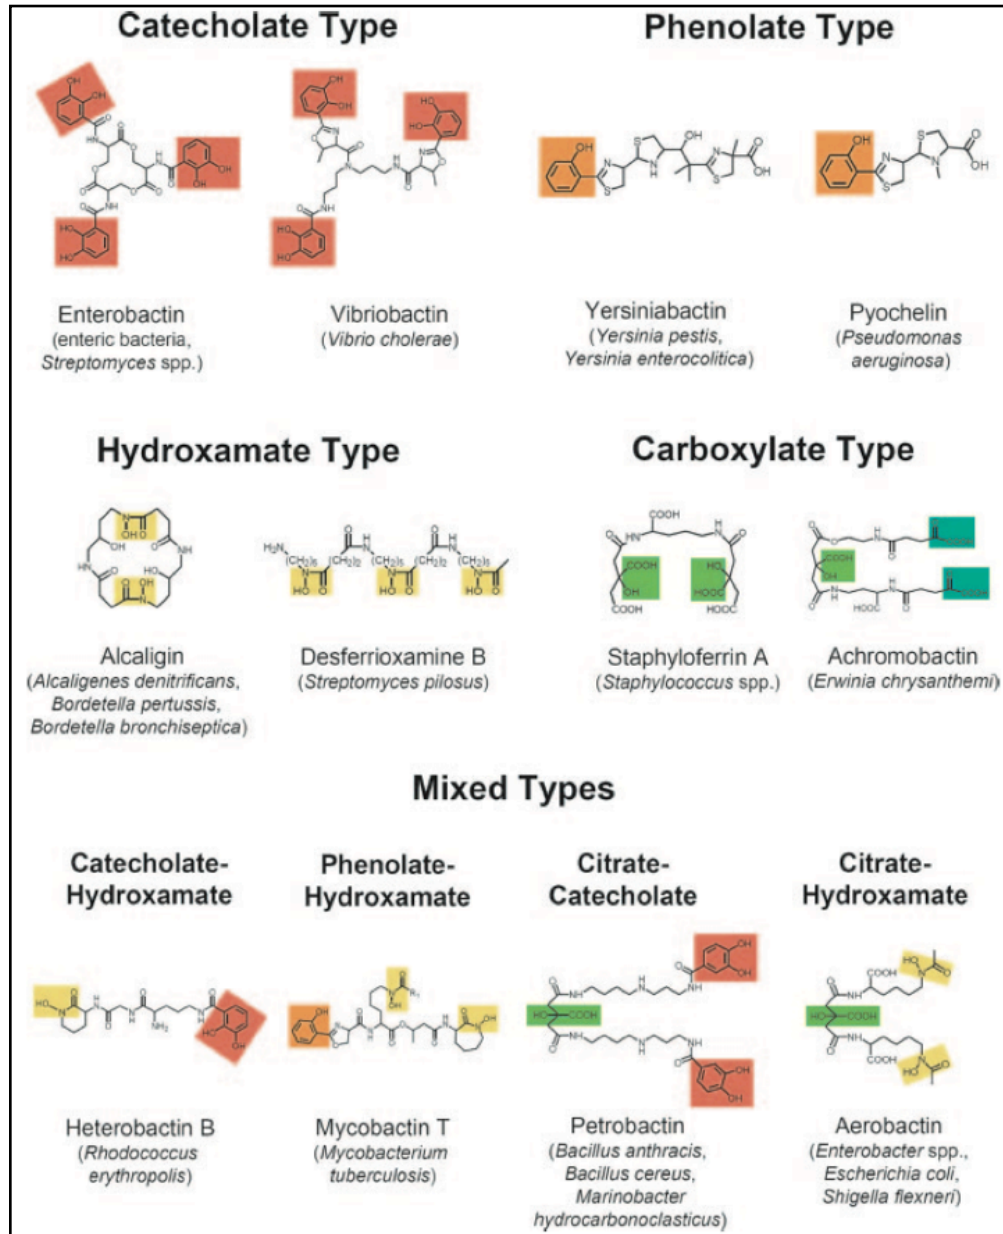 Catecholate Type
Phenolate Type
Enterobactin
(enteric bacteria,
Streptomyces spp.)
Vibriobactin
(Vibrio cholerae)
Yersiniabactin
(Yersinia pestis,
Yersinia enterocolitica)
Pyochelin
(Pseudomonas
aeruginosa)
Hydroxamate Type
Carboxylate Type
Alcaligin
(Alcaligenes denitrificans,
Bordetella pertussis,
Bordetella bronchiseptica)
Desferrioxamine B
(Streptomyces pilosus)
Staphyloferrin A
(Staphylococcus spp.)
Achromobactin
(Erwinia chrysanthemi)
Mixed Types
Catecholate-
Hydroxamate
Phenolate-
Hydroxamate
Citrate-
Catecholate
Citrate-
Hydroxamate
Heterobactin B
(Rhodococcus
erythropolis)
Mycobactin T
(Mycobacterium
tuberculosis)
Petrobactin
(Bacillus anthracis,
Bacillus cereus,
Marinobacter
hydrocarbonoclasticus)
Aerobactin
(Enterobacter spp.,
Escherichia coli,
Shigella flexneri)